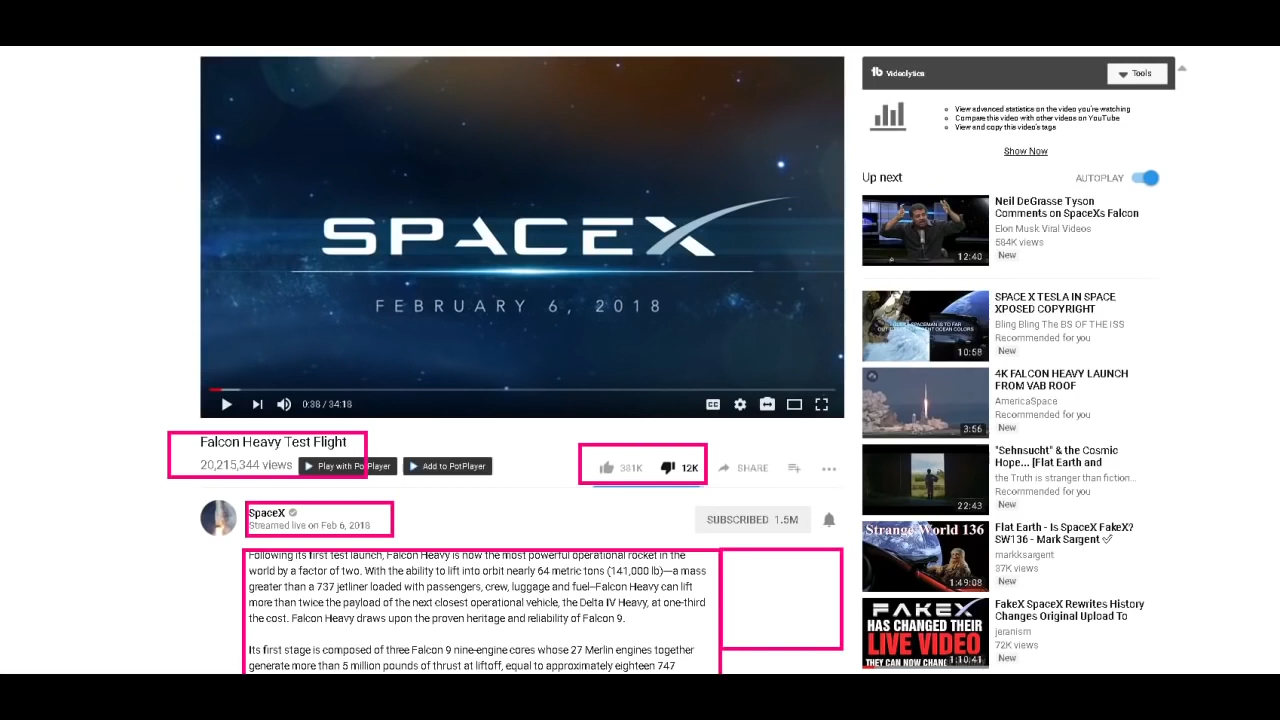 SPACEX
FEBRUARY 6, 2018
0:38 / 34:18
CC
Falcon Heavy Test Flight
20,215,344 views
Play with PotPlayer
Add to PotPlayer
381K
12K
SHARE
SpaceX
Streamed live on Feb 6, 2018
SUBSCRIBED 1.5M
Following its first test launch, Falcon Heavy is now the most powerful operational rocket in the
world by a factor of two. With the ability to lift into orbit nearly 64 metric tons (141,000 lb)—a mass
greater than a 737 jetliner loaded with passengers, crew, luggage and fuel--Falcon Heavy can lift
more than twice the payload of the next closest operational vehicle, the Delta IV Heavy, at one-third
the cost. Falcon Heavy draws upon the proven heritage and reliability of Falcon 9.
Its first stage is composed of three Falcon 9 nine-engine cores whose 27 Merlin engines together
generate more than 5 million pounds of thrust at liftoff, equal to approximately eighteen 747
tb Videolytics
Tools
View advanced statistics on the video you're watching
Compare this video with other videos on YouTube
View and copy this video's tags
Show Now
Up next
AUTOPLAY
12:40
Neil DeGrasse Tyson
Comments on SpaceXs Falcon
Elon Musk Viral Videos
584K views
New
10:58
SPACE X TESLA IN SPACE
XPOSED COPYRIGHT
Bling Bling The BS OF THE ISS
Recommended for you
New
3:56
4K FALCON HEAVY LAUNCH
FROM VAB ROOF
AmericaSpace
Recommended for you
New
22:43
"Sehnsucht" & the Cosmic
Hope... [Flat Earth and
the Truth is stranger than fiction...
Recommended for you
New
Strange World 136
1:49:08
Flat Earth - Is SpaceX FakeX?
SW136 - Mark Sargent ✅
markksargent
37K views
New
FAKEX
HAS CHANGED THEIR
LIVE VIDEO
THEY CAN NOW
1:10:41
FakeX SpaceX Rewrites History
Changes Original Upload To
jeranism
72K views
New